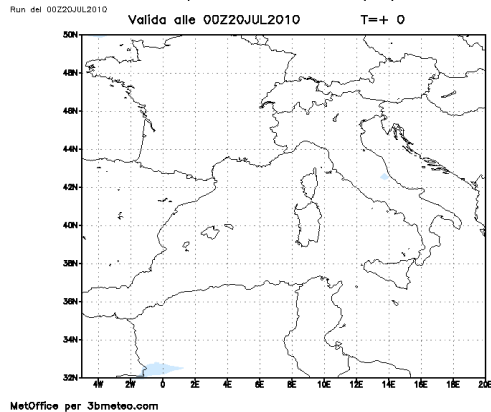 Run del 00Z20JUL2010
Valida alle 00Z20JUL2010 T=+ 0
50N
48N
46N
44N
42N
40N
38N
36N
34N
32N
4W 2W 0 2E 4E 6E 8E 10E 12E 14E 16E 18E 20E
MetOffice per 3bmeteo.com